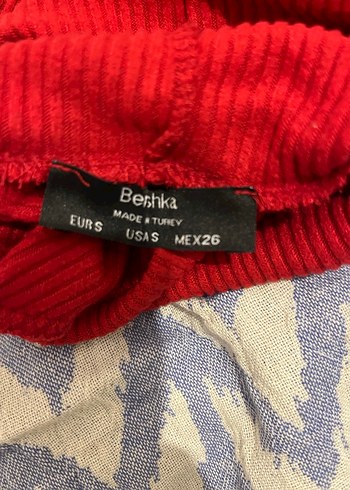 Bershka
MADE IN TURKEY
EUR S USA S MEX 26